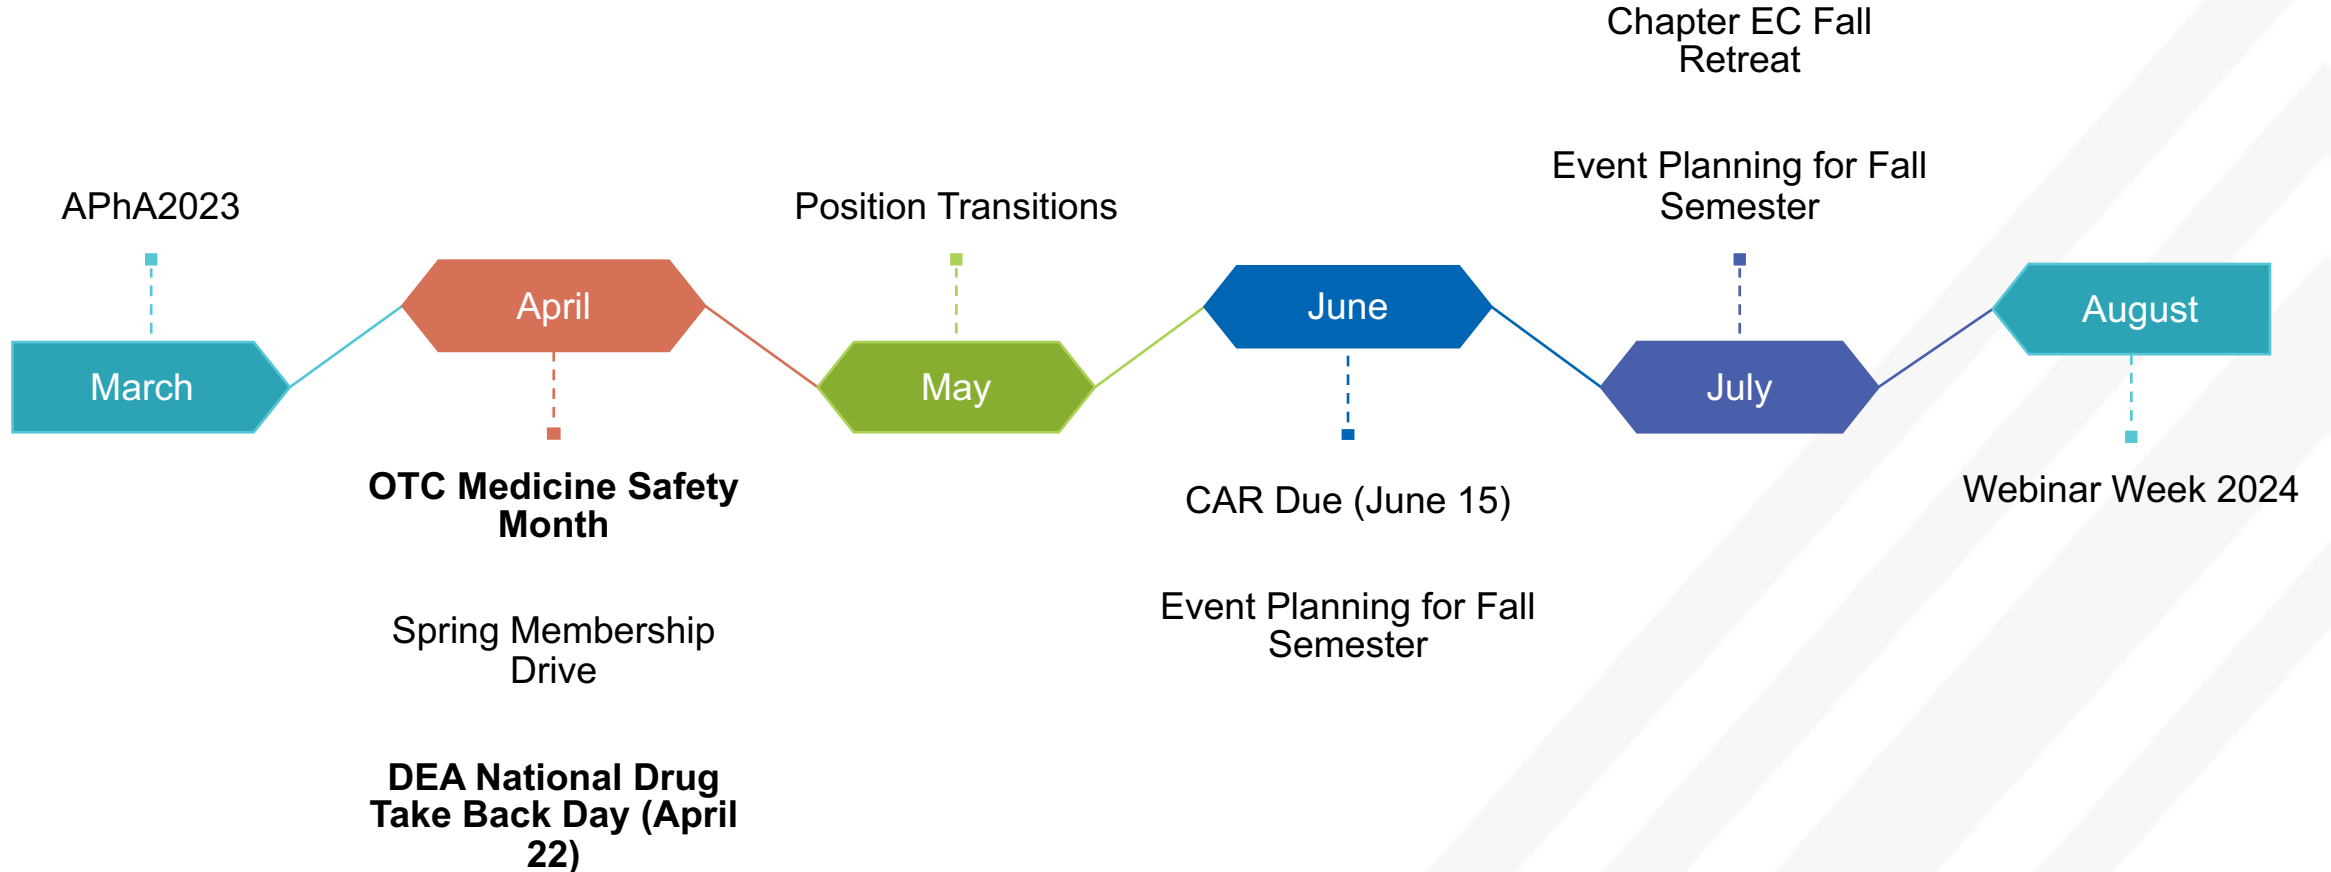 Chapter EC Fall
Retreat
Event Planning for Fall
Semester
APhA2023
Position Transitions
April
June
August
March
May
July
OTC Medicine Safety
Month
CAR Due (June 15)
Webinar Week 2024
Spring Membership
Drive
Event Planning for Fall
Semester
DEA National Drug
Take Back Day (April
22)